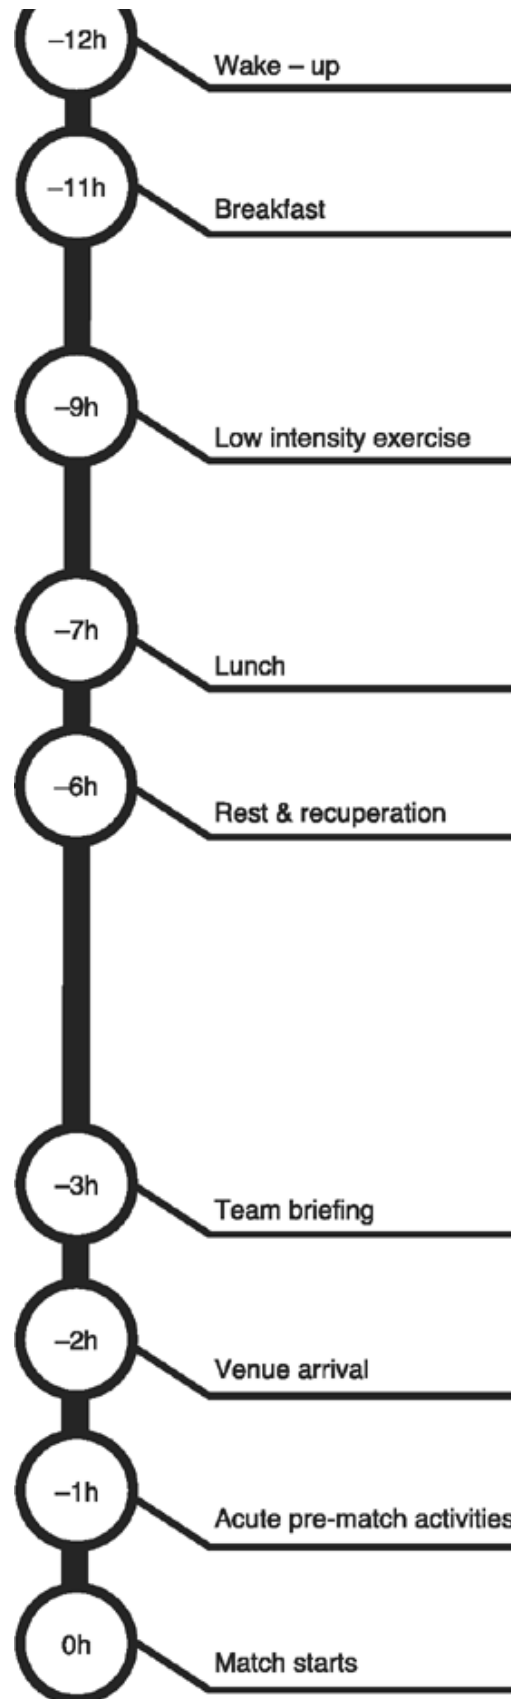 –12h
Wake – up
–11h
Breakfast
–9h
Low intensity exercise
–7h
Lunch
–6h
Rest & recuperation
–3h
Team briefing
–2h
Venue arrival
–1h
Acute pre-match activities
0h
Match starts